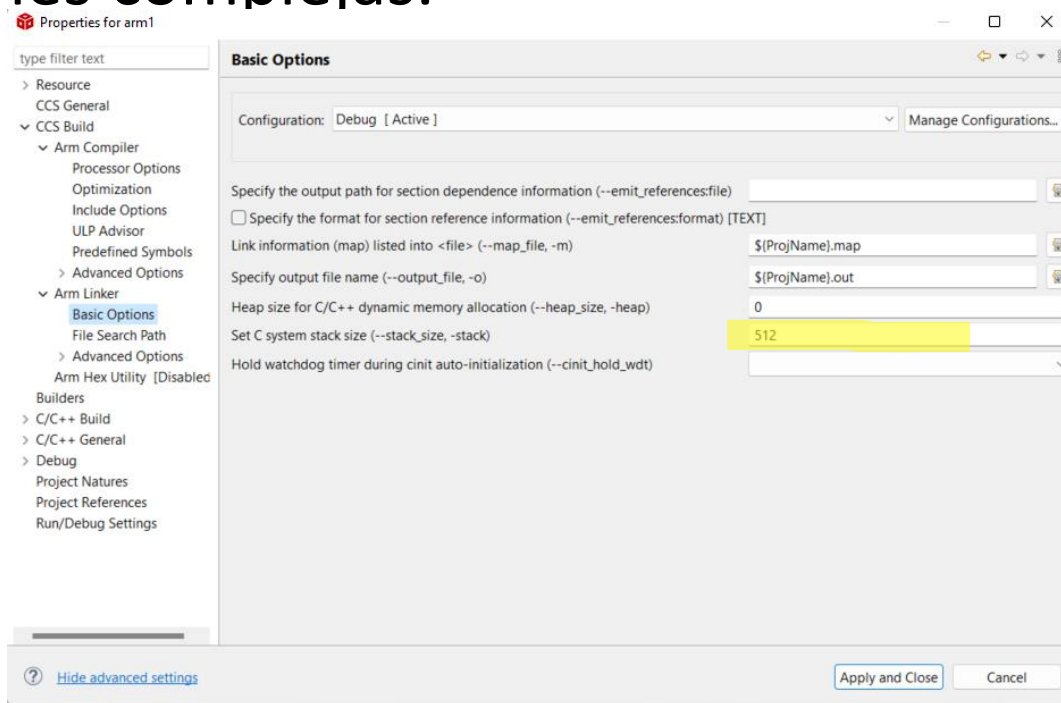 les complejas.
Properties for arm1
type filter text
Basic Options
Resource
CCS General
CCS Build
Arm Compiler
Processor Options
Optimization
Include Options
ULP Advisor
Predefined Symbols
Advanced Options
Arm Linker
Basic Options
File Search Path
Advanced Options
Arm Hex Utility [Disabled
Builders
C/C++ Build
C/C++ General
Debug
Project Natures
Project References
Run/Debug Settings
Configuration: Debug [ Active ] Manage Configurations...
Specify the output path for section dependence information (--emit_references:file)
Specify the format for section reference information (--emit_references:format) [TEXT]
Link information (map) listed into <file> (--map_file, -m) ${ProjName}.map
Specify output file name (--output_file, -o) ${ProjName}.out
Heap size for C/C++ dynamic memory allocation (--heap_size, -heap) 0
Set C system stack size (--stack_size, -stack) 512
Hold watchdog timer during cinit auto-initialization (--cinit_hold_wdt)
? Hide advanced settings Apply and Close Cancel